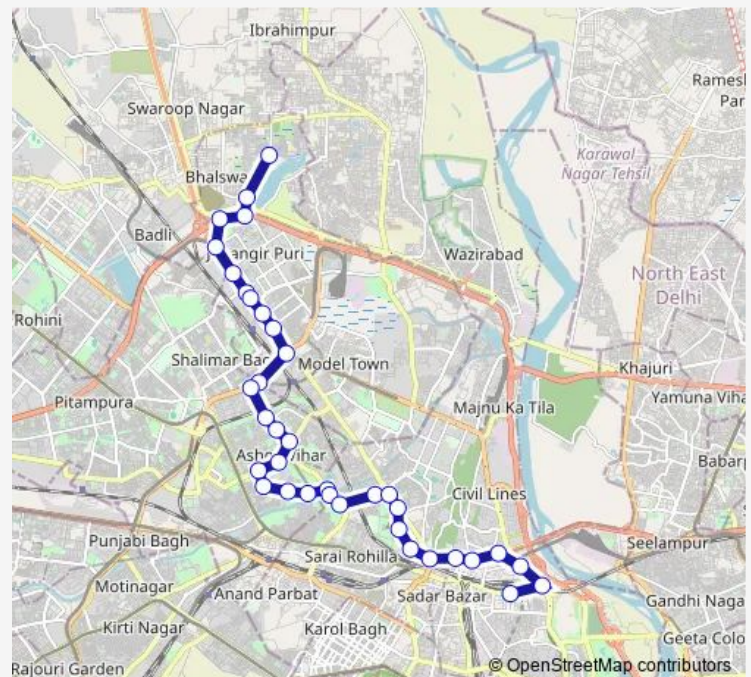 Ibrahimpur
Ramesh
Par
Swaroop Nagar
Karawal
Nagar Tehsil
Bhalswa
Badli
Wazirabad
Jahangir Puri
North East
Delhi
Rohini
Shalimar Bag
Model Town
Khajuri
Pitampura
Majnu Ka Tila
Yamuna Viha
Ashok Vihar
Babarp
Civil Lines
Punjabi Bagh
Sarai Rohilla
Seelampur
Motinagar
Anand Parbat
Sadar Bazar
Gandhi Naga
Kirti Nagar
Karol Bagh
Geeta Colo
Rajouri Garden
© OpenStreetMap contributors